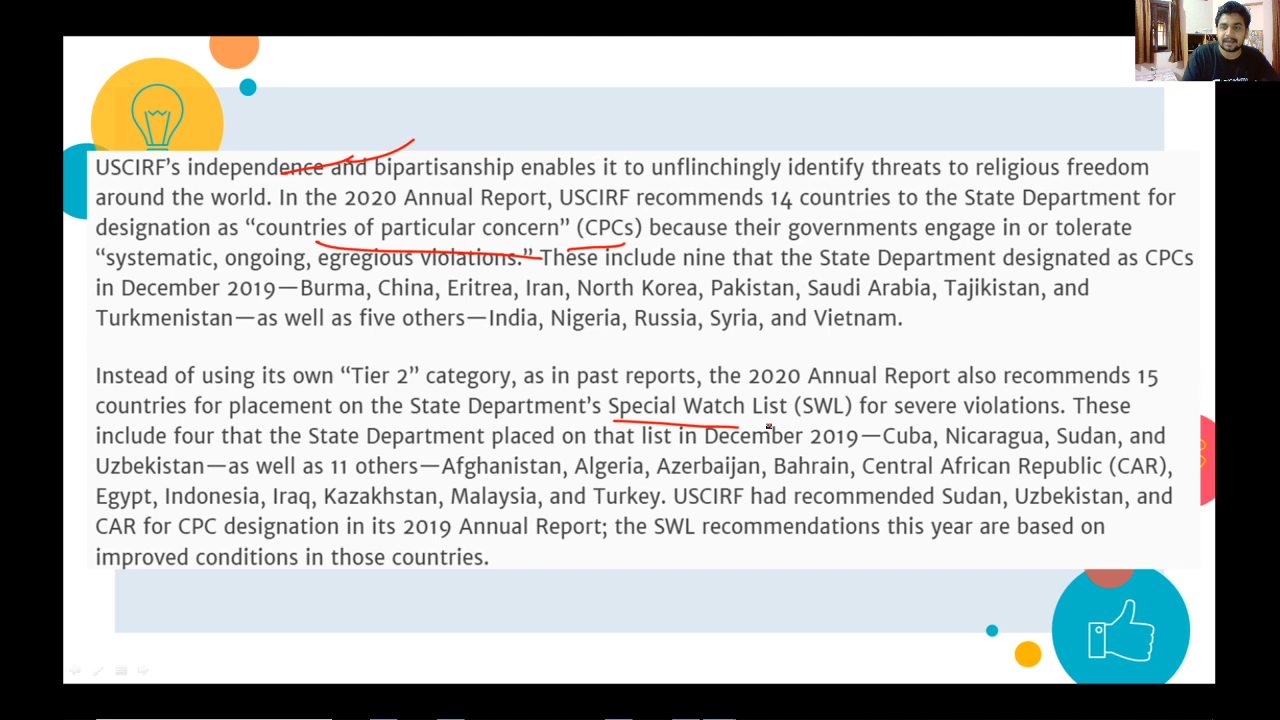 USCIRF's independence and bipartisanship enables it to unflinchingly identify threats to religious freedom
around the world. In the 2020 Annual Report, USCIRF recommends 14 countries to the State Department for
designation as “countries of particular concern” (CPCs) because their governments engage in or tolerate
“systematic, ongoing, egregious violations.” These include nine that the State Department designated as CPCs
in December 2019—Burma, China, Eritrea, Iran, North Korea, Pakistan, Saudi Arabia, Tajikistan, and
Turkmenistan—as well as five others—India, Nigeria, Russia, Syria, and Vietnam.
Instead of using its own “Tier 2” category, as in past reports, the 2020 Annual Report also recommends 15
countries for placement on the State Department's Special Watch List (SWL) for severe violations. These
include four that the State Department placed on that list in December 2019—Cuba, Nicaragua, Sudan, and
Uzbekistan—as well as 11 others—Afghanistan, Algeria, Azerbaijan, Bahrain, Central African Republic (CAR),
Egypt, Indonesia, Iraq, Kazakhstan, Malaysia, and Turkey. USCIRF had recommended Sudan, Uzbekistan, and
CAR for CPC designation in its 2019 Annual Report; the SWL recommendations this year are based on
improved conditions in those countries.